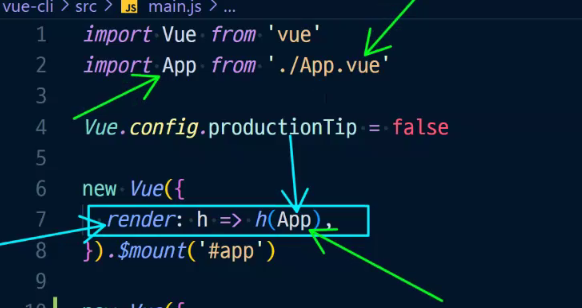 vue-cli > src > JS main.js > ...
1 import Vue from 'vue'
2 import App from './App.vue'
3
4 Vue.config.productionTip = false
5
6 new Vue({
7 render: h => h(App),
8 }).$mount('#app')
9
10 new Vue({